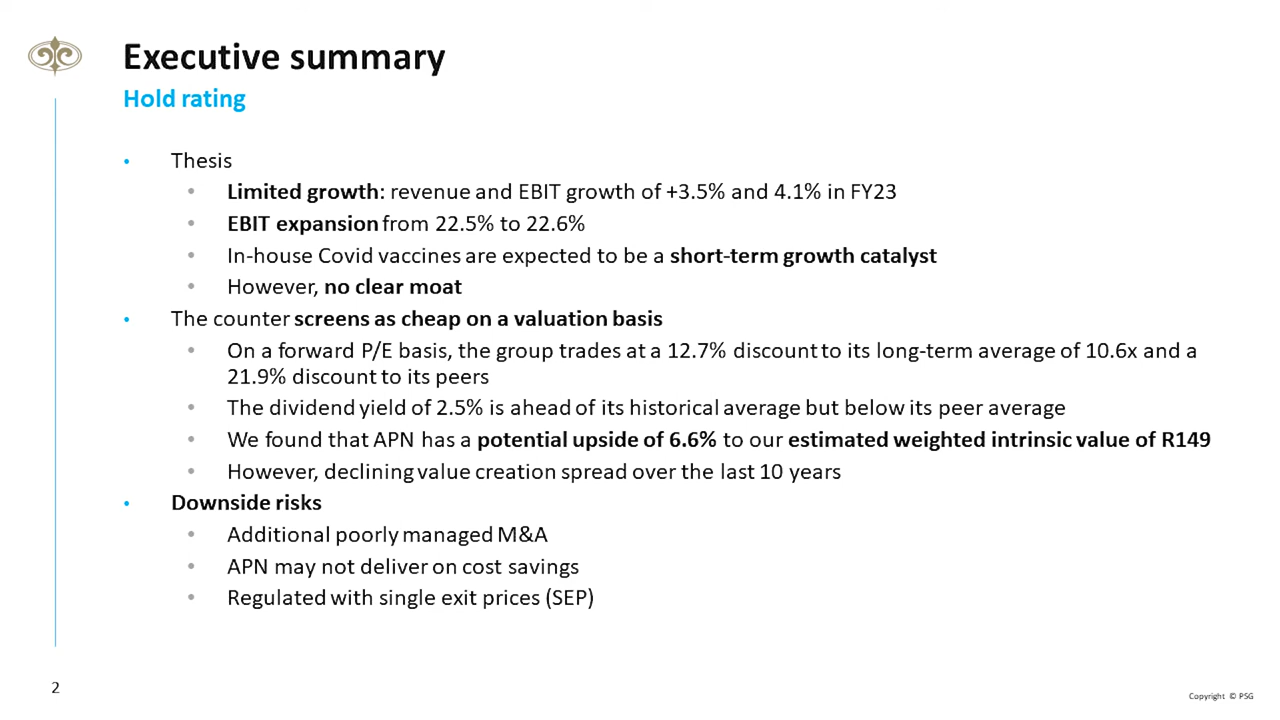 Executive summary
Hold rating
• Thesis
• Limited growth: revenue and EBIT growth of +3.5% and 4.1% in FY23
• EBIT expansion from 22.5% to 22.6%
• In-house Covid vaccines are expected to be a short-term growth catalyst
• However, no clear moat
• The counter screens as cheap on a valuation basis
• On a forward P/E basis, the group trades at a 12.7% discount to its long-term average of 10.6x and a
21.9% discount to its peers
• The dividend yield of 2.5% is ahead of its historical average but below its peer average
• We found that APN has a potential upside of 6.6% to our estimated weighted intrinsic value of R149
• However, declining value creation spread over the last 10 years
• Downside risks
• Additional poorly managed M&A
• APN may not deliver on cost savings
• Regulated with single exit prices (SEP)
2
Copyright © PSG